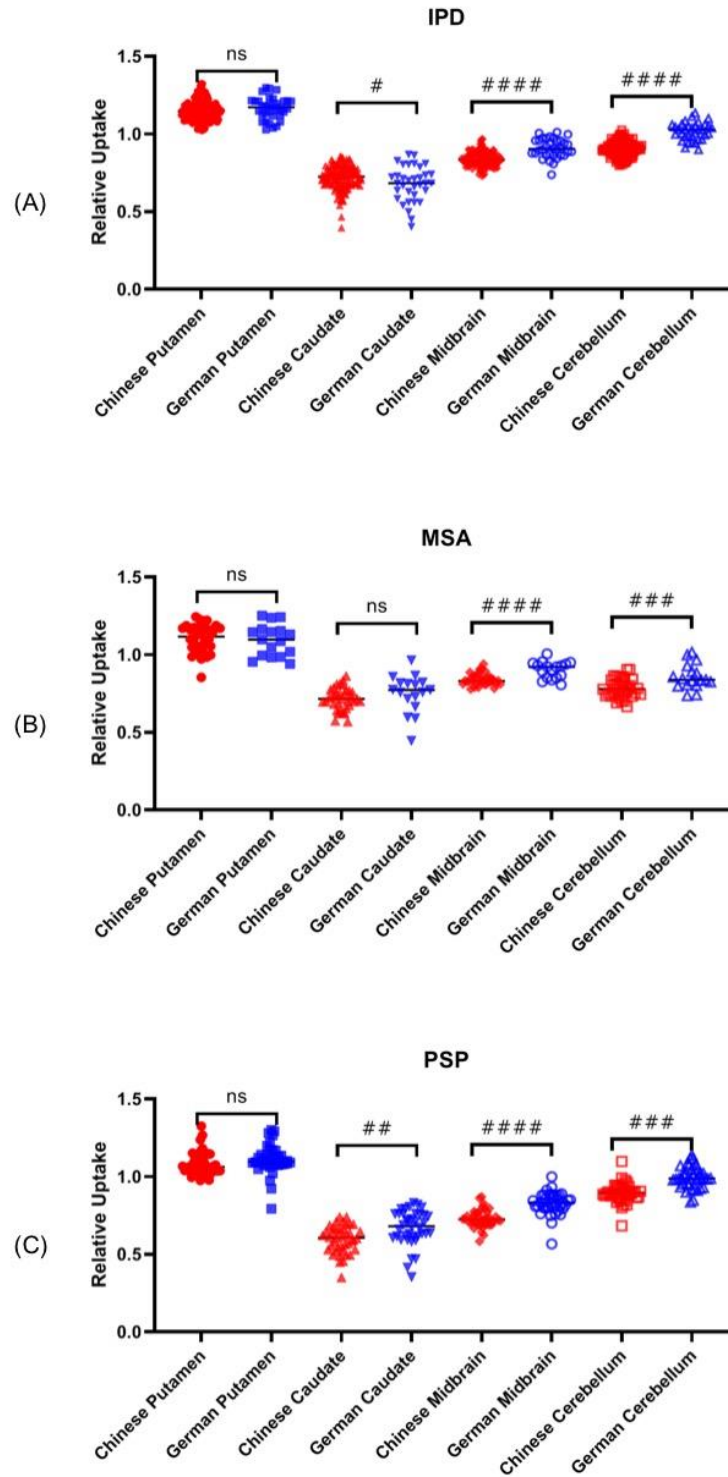 IPD
(A)
Relative Uptake
1.5
1.0
0.5
0.0
ns
#
####
####
Chinese Putamen
German Putamen
Chinese Caudate
German Caudate
Chinese Midbrain
German Midbrain
Chinese Cerebellum
German Cerebellum
MSA
(B)
Relative Uptake
1.5
1.0
0.5
0.0
ns
ns
####
###
Chinese Putamen
German Putamen
Chinese Caudate
German Caudate
Chinese Midbrain
German Midbrain
Chinese Cerebellum
German Cerebellum
PSP
(C)
Relative Uptake
1.5
1.0
0.5
0.0
ns
##
####
###
Chinese Putamen
German Putamen
Chinese Caudate
German Caudate
Chinese Midbrain
German Midbrain
Chinese Cerebellum
German Cerebellum